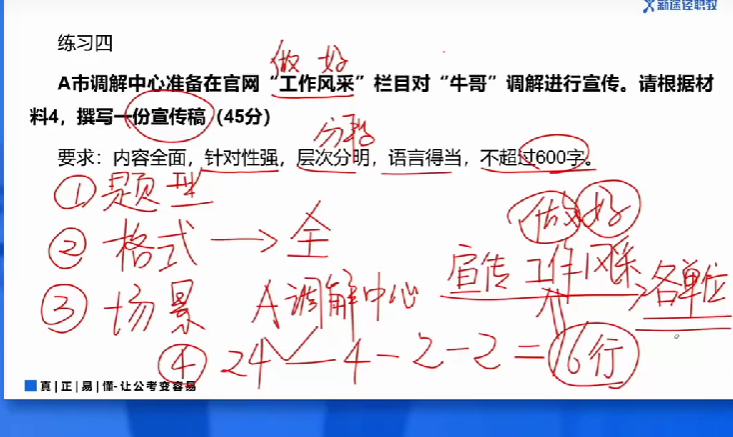 新途径职教
练习四
做 好
A市调解中心准备在官网“工作风采”栏目对“牛哥”调解进行宣传。请根据材
料4，撰写一份宣传稿（45分）
分段
要求：内容全面，针对性强，层次分明，语言得当，不超过600字。
① 题型
做 好
② 格式 → 全
宣传 工作风采
③ 场景 A调解中心 各单位
④ 24 — 4 - 2 - 2 = 16行
真|正|易|懂-让公考变容易